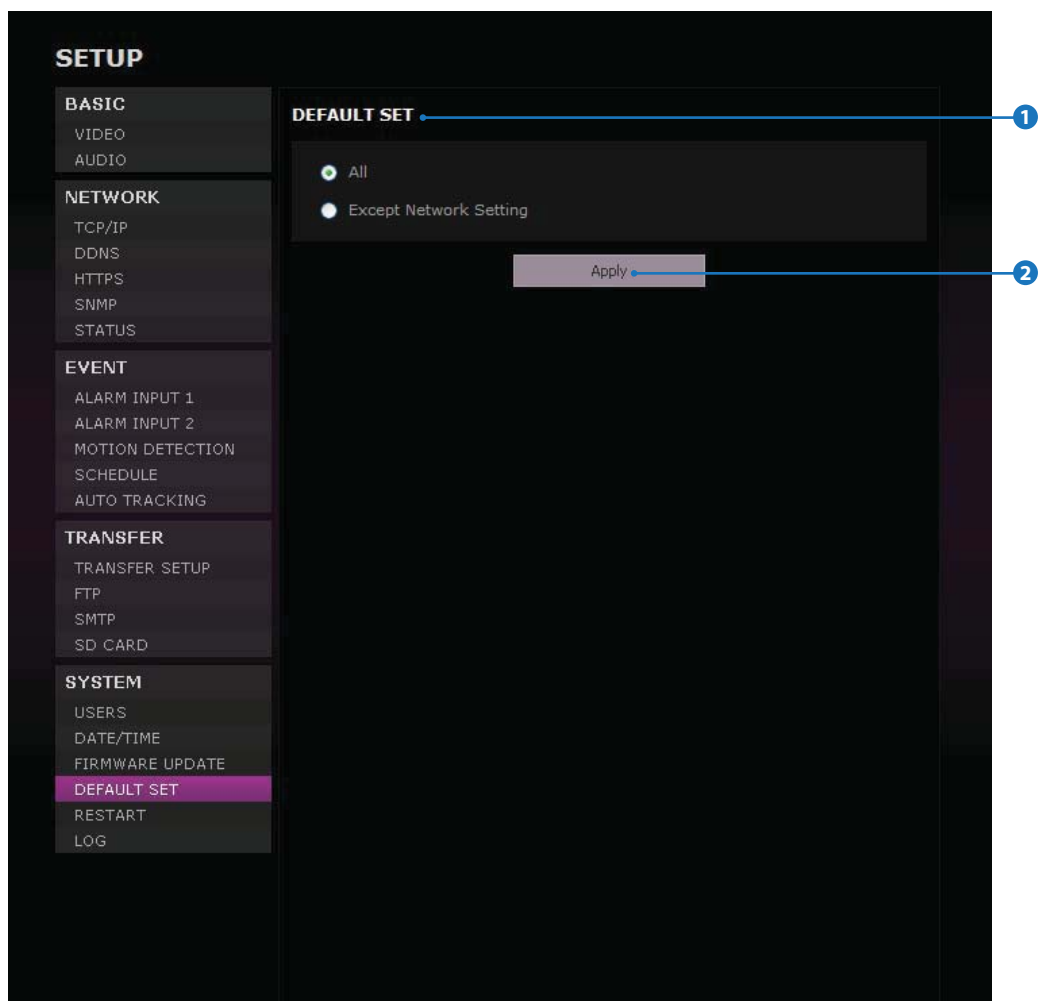 SETUP
BASIC
VIDEO
AUDIO
NETWORK
TCP/IP
DDNS
HTTPS
SNMP
STATUS
EVENT
ALARM INPUT 1
ALARM INPUT 2
MOTION DETECTION
SCHEDULE
AUTO TRACKING
TRANSFER
TRANSFER SETUP
FTP
SMTP
SD CARD
SYSTEM
USERS
DATE/TIME
FIRMWARE UPDATE
DEFAULT SET
RESTART
LOG
DEFAULT SET
1
All
Except Network Setting
Apply
2